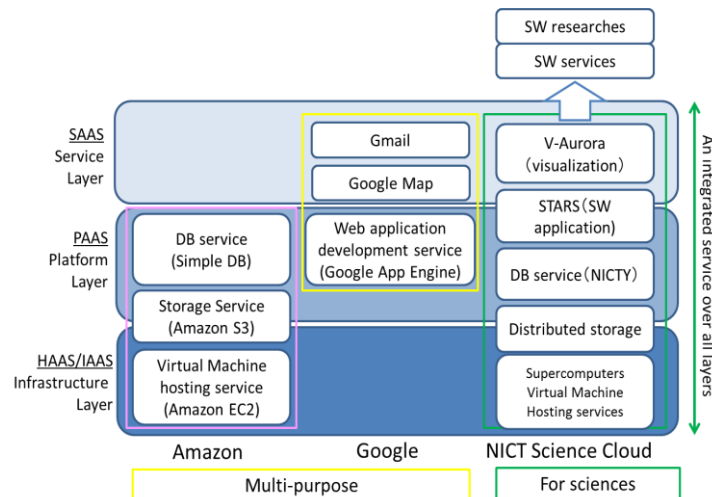 SW researches
SW services
SAAS
Service
Layer
Gmail
Google Map
V-Aurora
(visualization)
STARS(SW
application)
PAAS
Platform
Layer
DB service
(Simple DB)
Web application
development service
(Google App Engine)
DB service(NICTY)
Storage Service
(Amazon S3)
Distributed storage
HAAS/IAAS
Infrastructure
Layer
Virtual Machine
hosting service
(Amazon EC2)
Supercomputers
Virtual Machine
Hosting services
An integrated service over all layers
Amazon
Google
NICT Science Cloud
Multi-purpose
For sciences